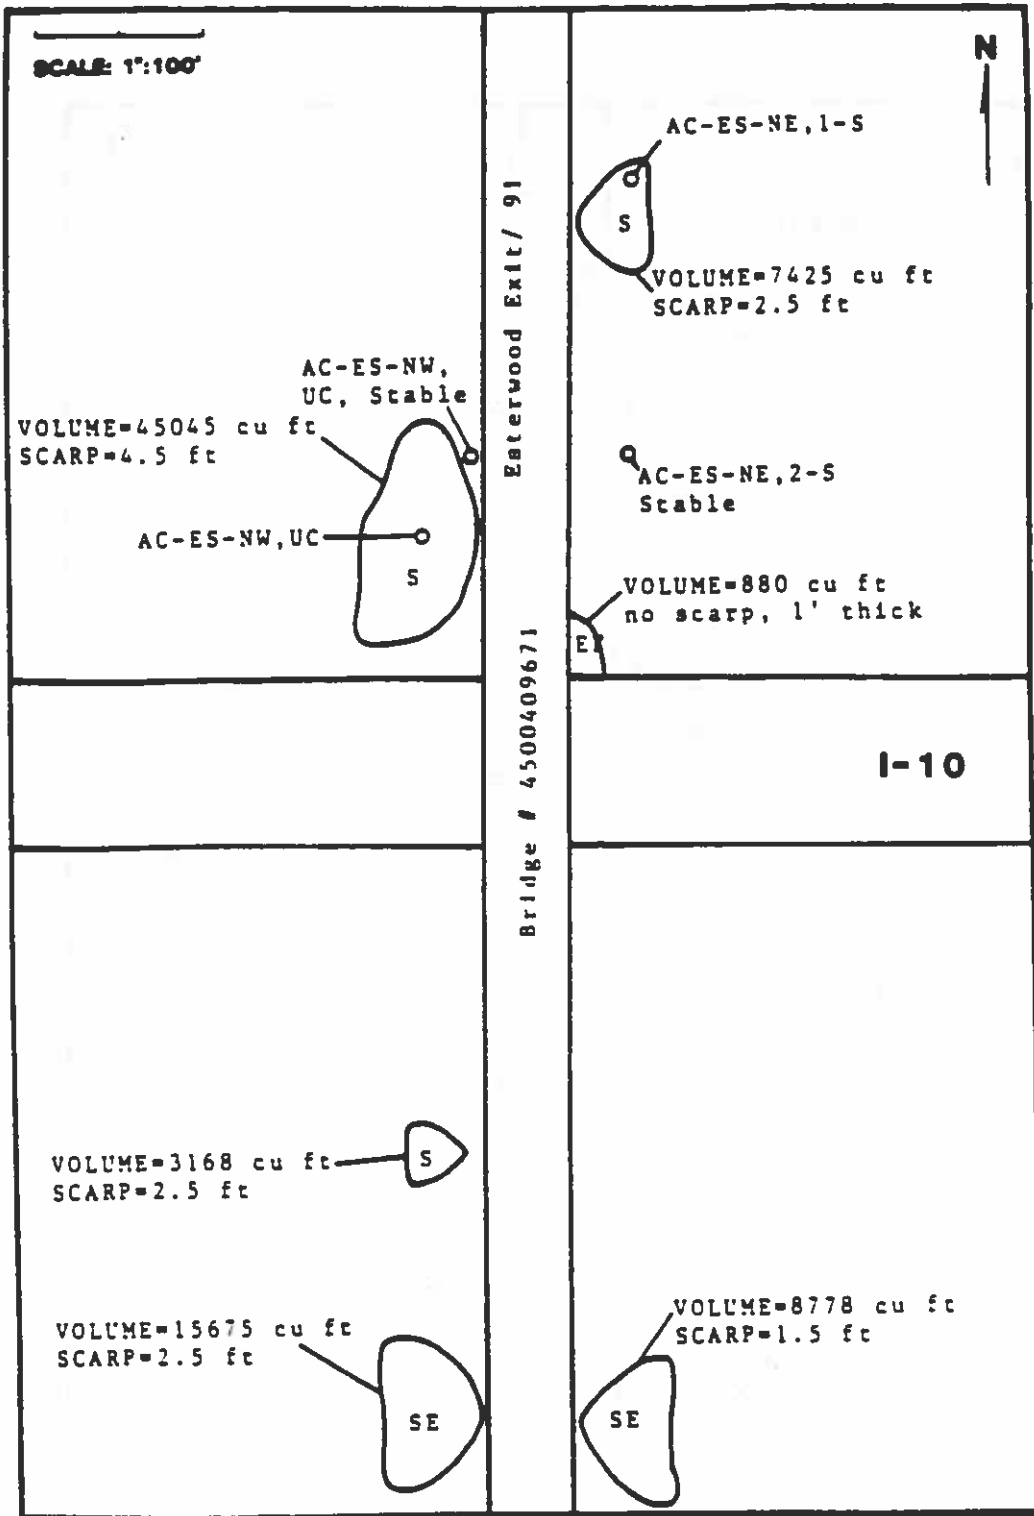 SCALE: 1":100'
N
AC-ES-NE,1-S
S
VOLUME=7425 cu ft
SCARP=2.5 ft
Esterwood Exit/ 91
AC-ES-NW,
UC, Stable
VOLUME=45045 cu ft
SCARP=4.5 ft
AC-ES-NW,UC
S
AC-ES-NE,2-S
Stable
VOLUME=880 cu ft
no scarp, 1' thick
Bridge # 4500409671
I-10
VOLUME=3168 cu ft
SCARP=2.5 ft
S
VOLUME=15675 cu ft
SCARP=2.5 ft
SE
VOLUME=8778 cu ft
SCARP=1.5 ft
SE